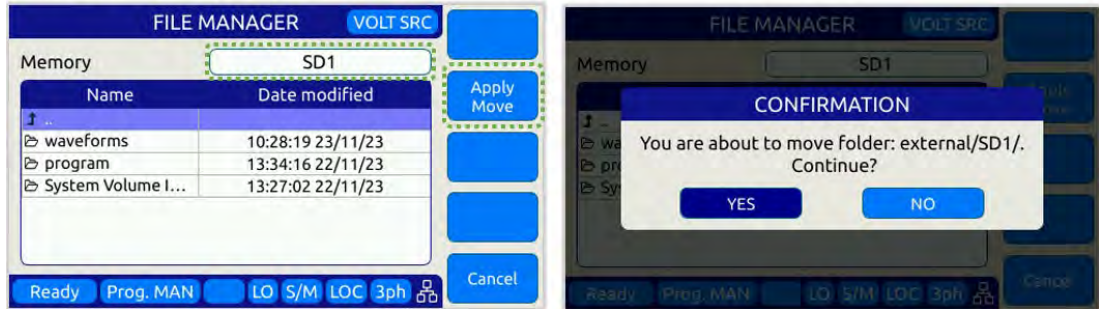 FILE MANAGER VOLT SRC
Memory SD1
Name Date modified
..
waveforms 10:28:19 23/11/23
program 13:34:16 22/11/23
System Volume I... 13:27:02 22/11/23
Apply
Move
Cancel
Ready Prog. MAN LO S/M LOC 3ph
FILE MANAGER VOLT SRC
Memory SD1
CONFIRMATION
You are about to move folder: external/SD1/.
Continue?
YES NO
Ready Prog. MAN LO S/M LOC 3ph
Cancel